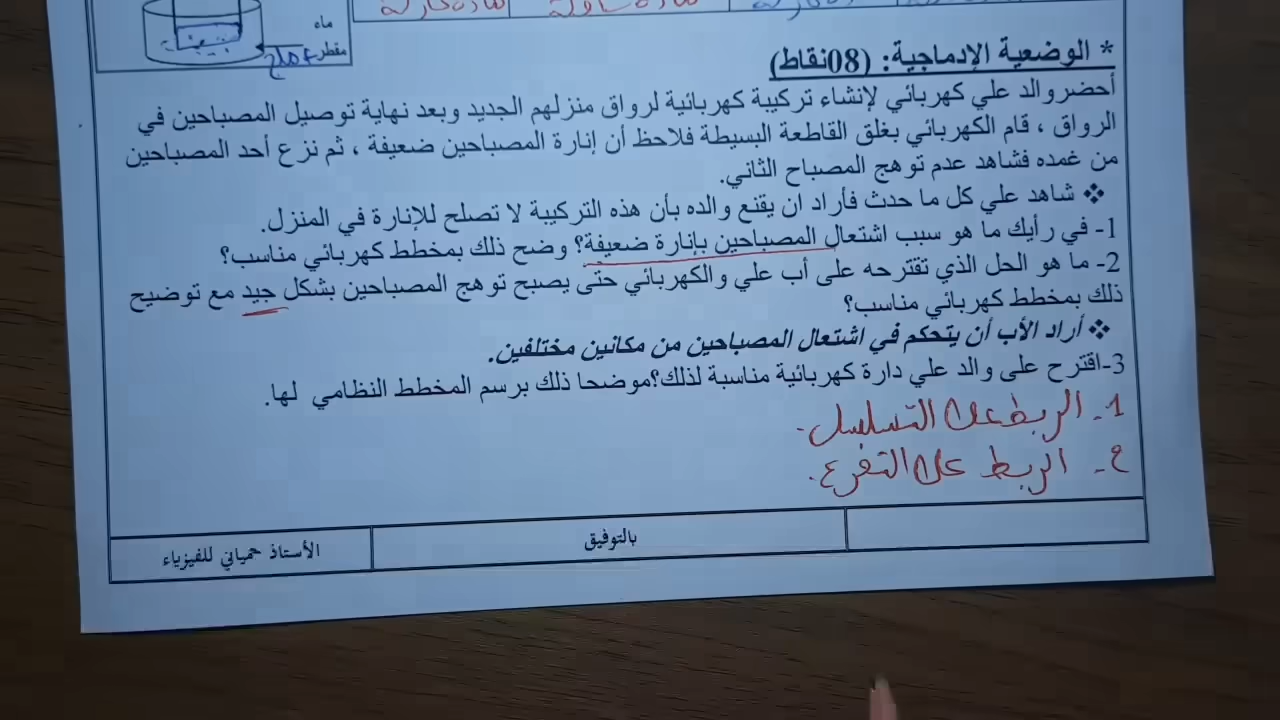 ماء
مقطر
* الوضعية الإدماجية: (08نقاط)
أحضروالد علي كهربائي لإنشاء تركيبة كهربائية لرواق منزلهم الجديد وبعد نهاية توصيل المصباحين في
الرواق ، قام الكهربائي بغلق القاطعة البسيطة فلاحظ أن إنارة المصباحين ضعيفة ، ثم نزع أحد المصباحين
من غمده فشاهد عدم توهج المصباح الثاني.
❖ شاهد علي كل ما حدث فأراد ان يقنع والده بأن هذه التركيبة لا تصلح للإنارة في المنزل.
1- في رأيك ما هو سبب اشتعال المصباحين بإنارة ضعيفة؟ وضح ذلك بمخطط كهربائي مناسب؟
2- ما هو الحل الذي تقترحه على أب علي والكهربائي حتى يصبح توهج المصباحين بشكل جيد مع توضيح
ذلك بمخطط كهربائي مناسب؟
❖ أراد الأب أن يتحكم في اشتعال المصباحين من مكانين مختلفين.
3-اقترح على والد علي دارة كهربائية مناسبة لذلك؟موضحا ذلك برسم المخطط النظامي لها.
1- الربط على التسلسل.
2- الربط على التفرع.
بالتوفيق
الأستاذ حمياني للفيزياء